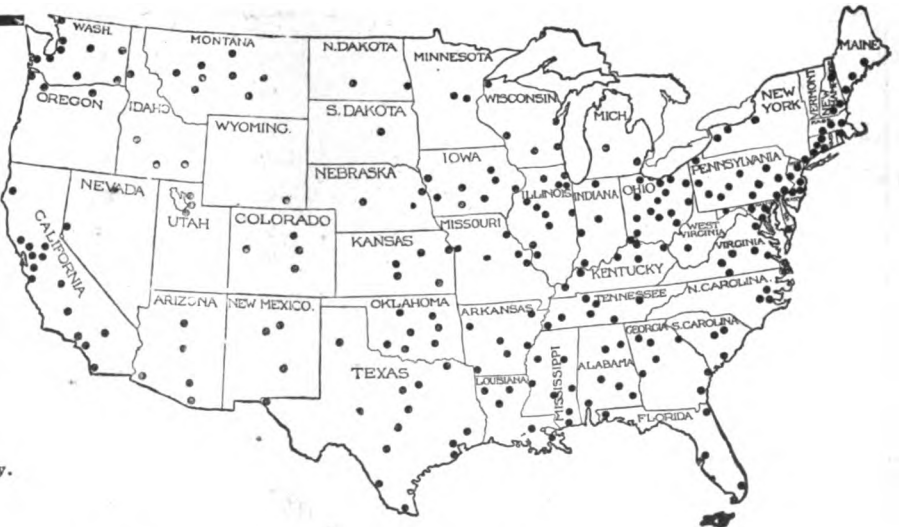 WASH.
MONTANA
N. DAKOTA
MINNESOTA
MAINE
OREGON
IDAHO
S. DAKOTA
WISCONSIN
MICH.
NEW
YORK
VERMONT
NEW
WYOMING.
IOWA
PENNSYLVANIA
NEVADA
NEBRASKA
ILLINOIS
INDIANA
OHIO
UTAH
COLORADO
MISSOURI
WEST
VIRGINIA
VIRGINIA
CALIFORNIA
KANSAS
KENTUCKY
ARIZONA
NEW MEXICO.
OKLAHOMA
ARKANSAS
TENNESSEE
N. CAROLINA.
GEORGIA
S. CAROLINA
TEXAS
LOUISIANA
MISSISSIPPI
ALABAMA
FLORIDA
y.